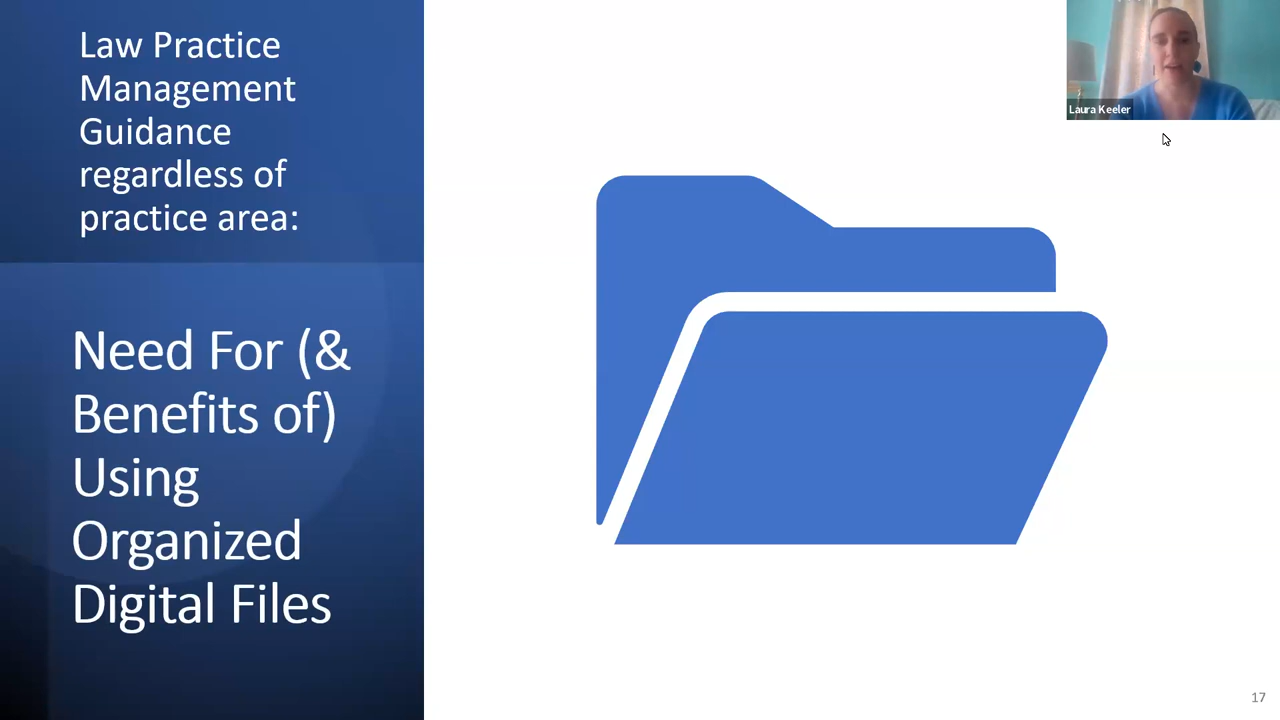 Law Practice
Management
Guidance
regardless of
practice area:
Need For (&
Benefits of)
Using
Organized
Digital Files
Laura Keeler
17